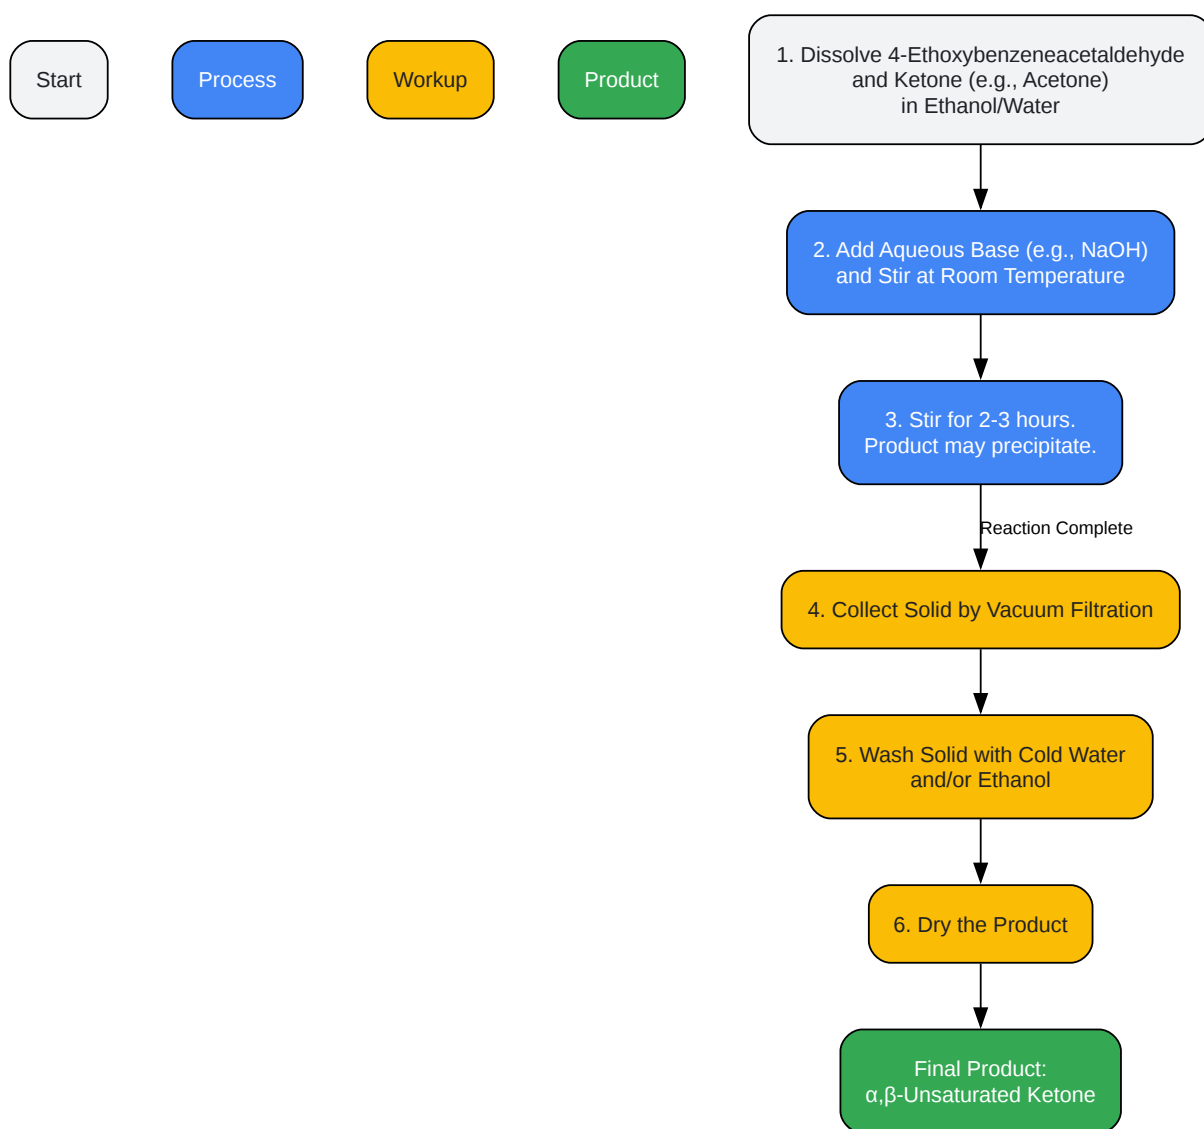 Start
Process
Workup
Product
1. Dissolve 4-Ethoxybenzeneacetaldehyde
and Ketone (e.g., Acetone)
in Ethanol/Water
2. Add Aqueous Base (e.g., NaOH)
and Stir at Room Temperature
3. Stir for 2-3 hours.
Product may precipitate.
Reaction Complete
4. Collect Solid by Vacuum Filtration
5. Wash Solid with Cold Water
and/or Ethanol
6. Dry the Product
Final Product:
α,β-Unsaturated Ketone